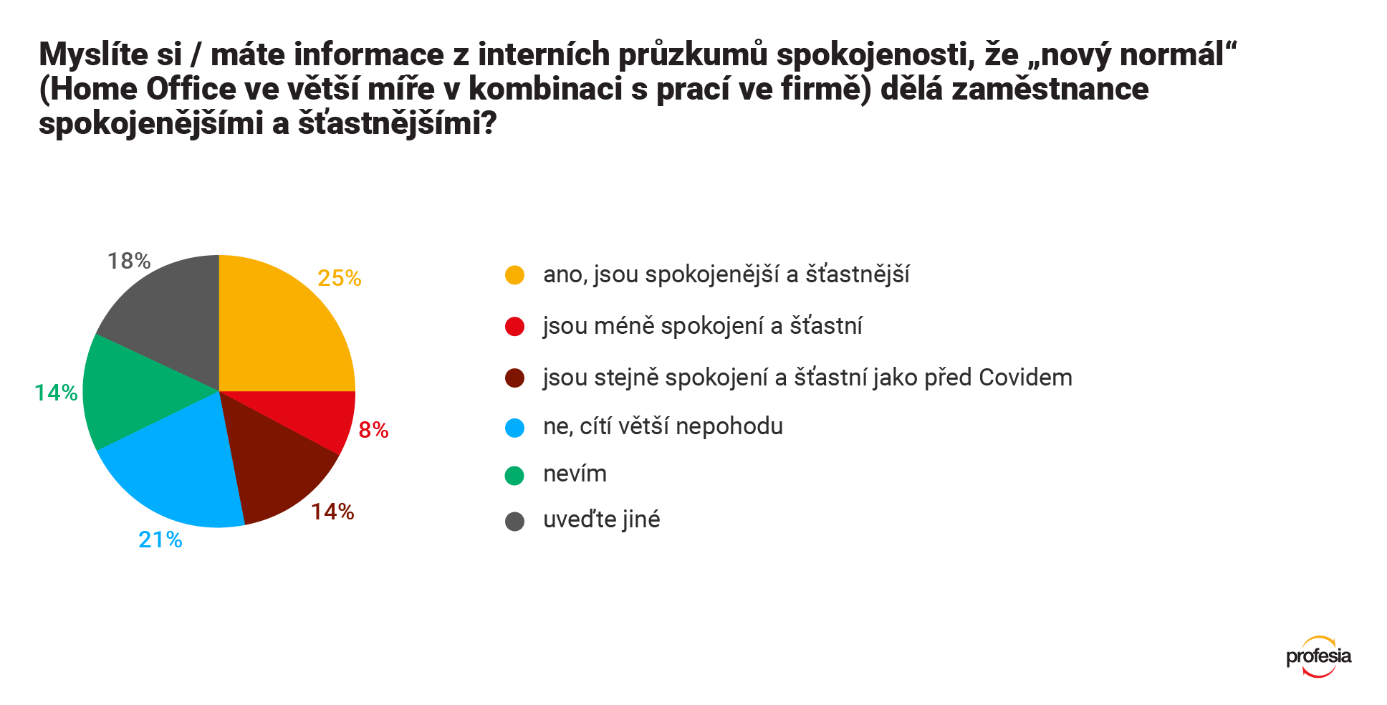 Myslíte si / máte informace z interních průzkumů spokojenosti, že „nový normál“
(Home Office ve větší míře v kombinaci s prací ve firmě) dělá zaměstnance
spokojenějšími a šťastnějšími?
18%
25%
14%
8%
14%
21%
ano, jsou spokojenější a šťastnější
jsou méně spokojení a šťastní
jsou stejně spokojení a šťastní jako před Covidem
ne, cítí větší nepohodu
nevím
uveďte jiné
profesia